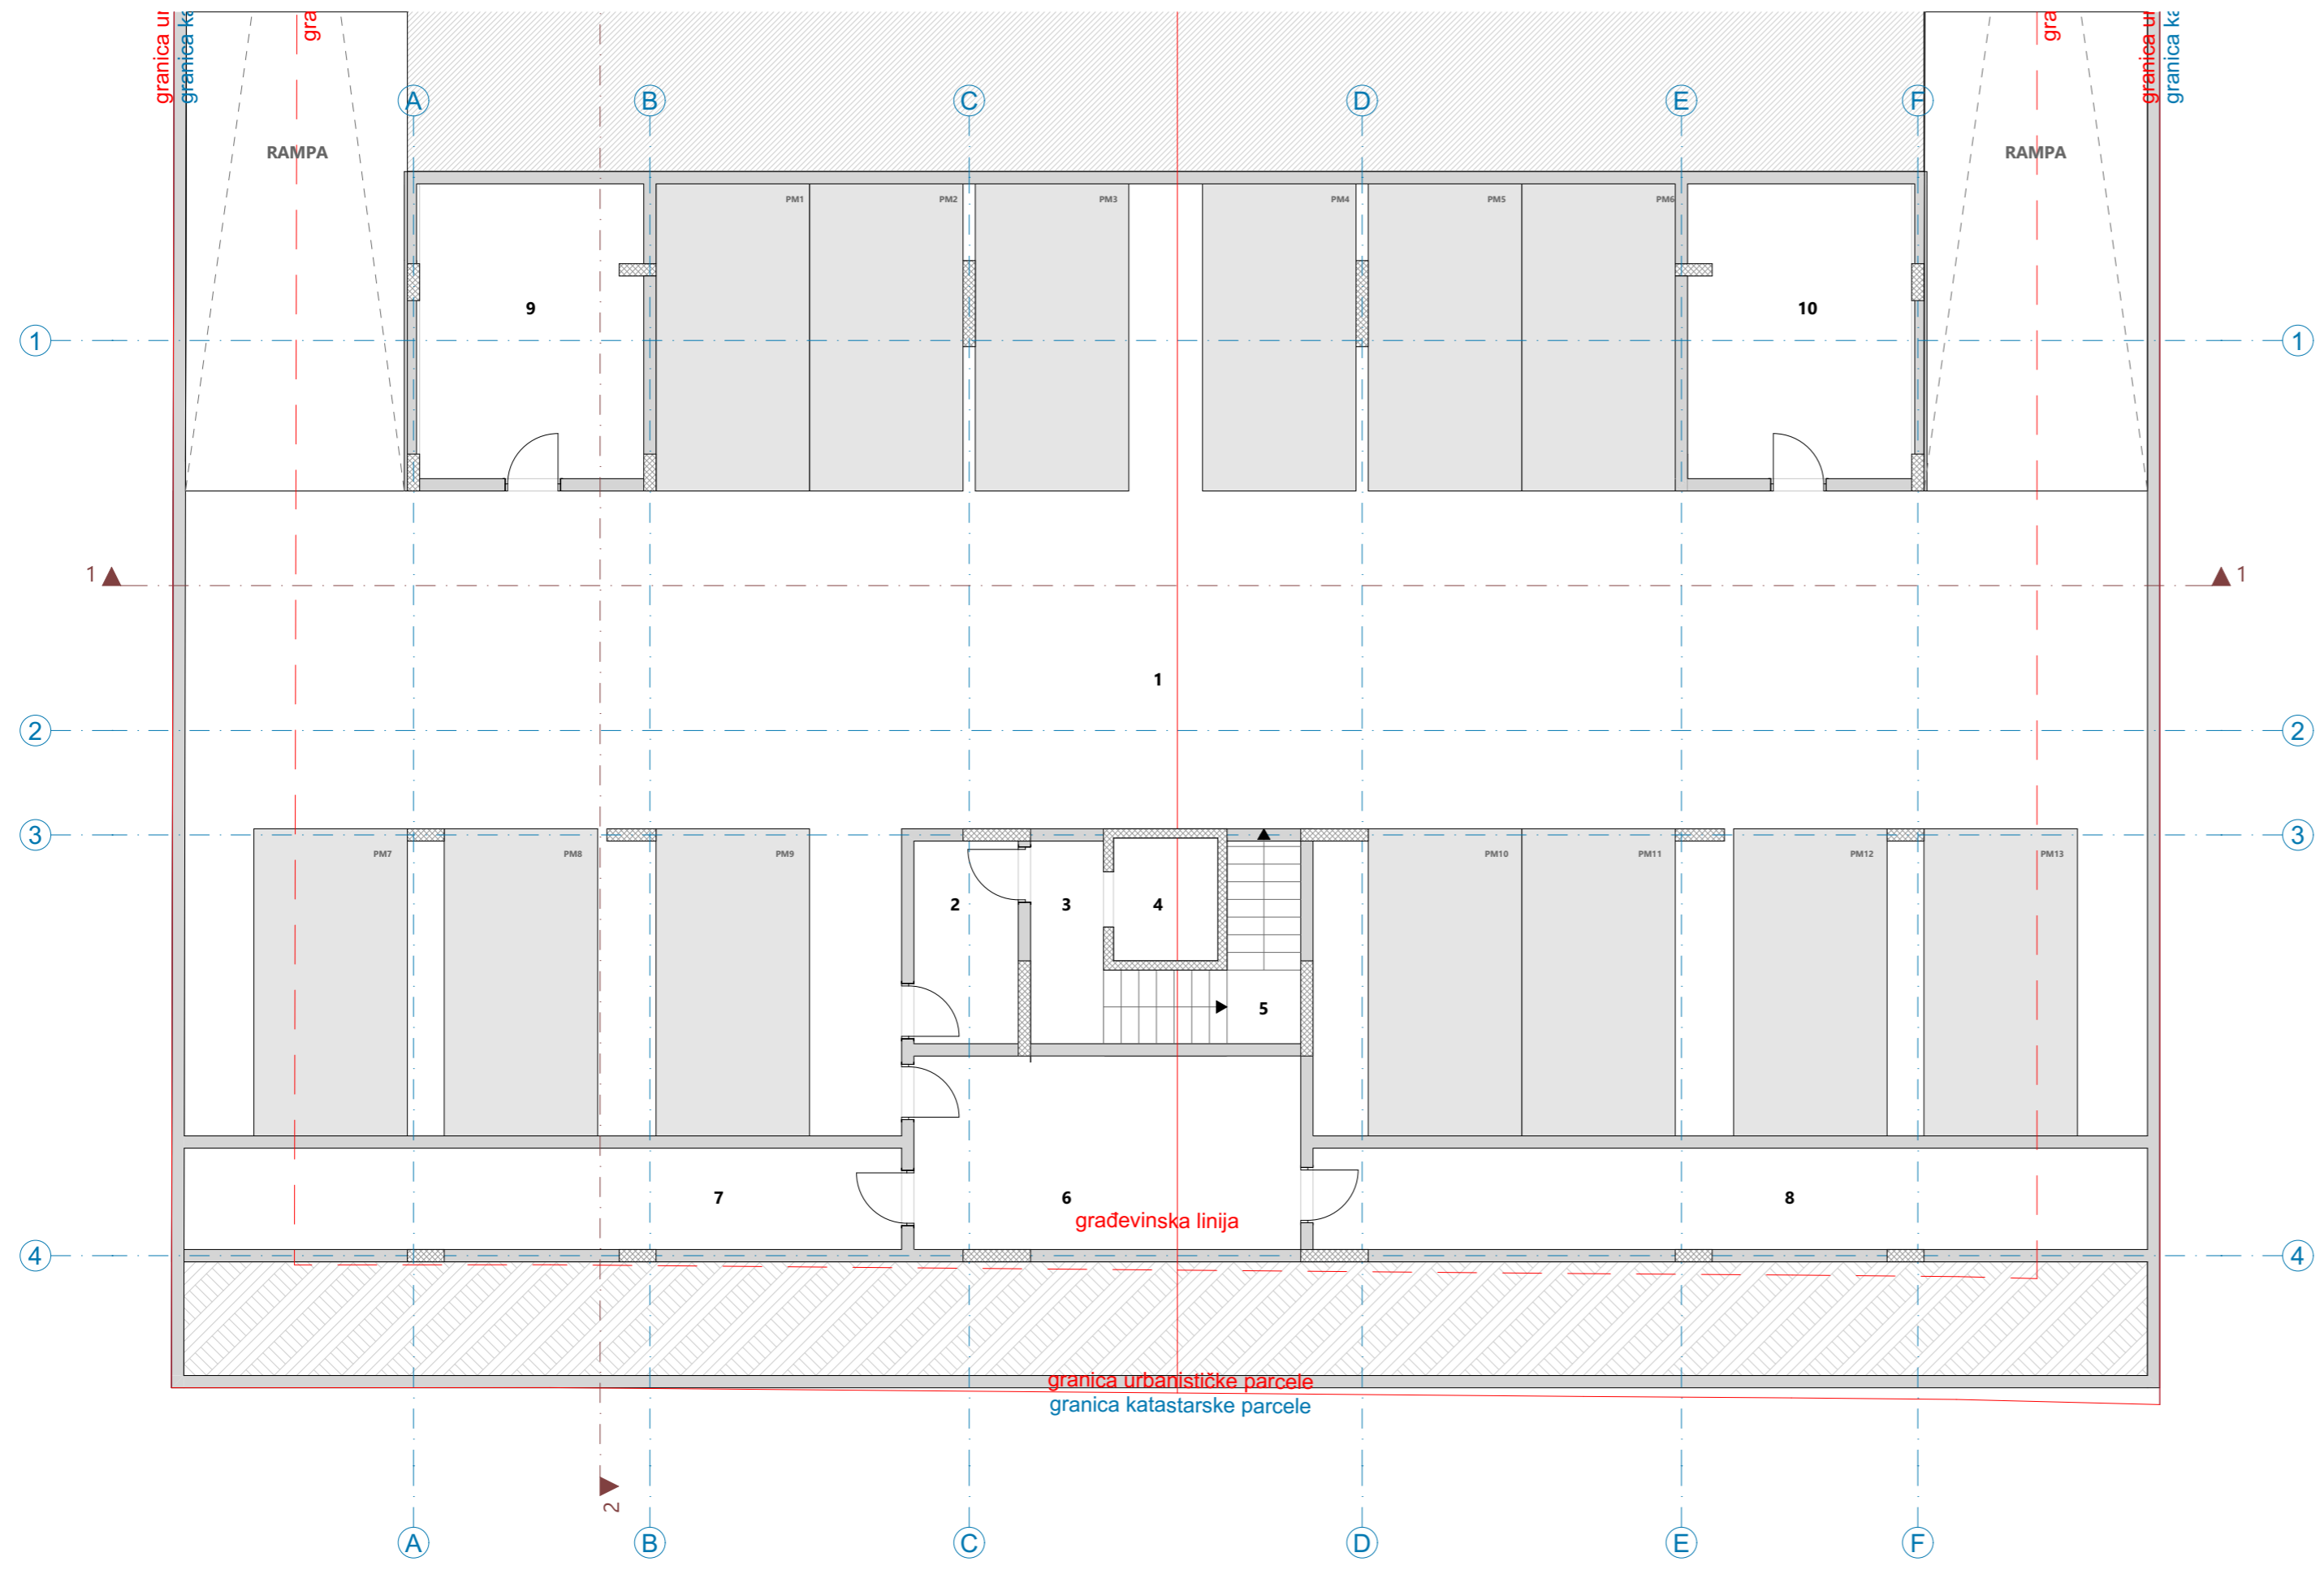 granica ur
granica ka
gra
gra
granica ur
granica ka
A
B
C
D
E
F
RAMPA
RAMPA
PM1
PM2
PM3
PM4
PM5
PM6
9
10
1
1
1
1
1
2
2
3
3
PM7
PM8
PM9
PM10
PM11
PM12
PM13
2
3
4
5
7
6
8
građevinska linija
4
4
granica urbanističke parcele
granica katastarske parcele
2
A
B
C
D
E
F